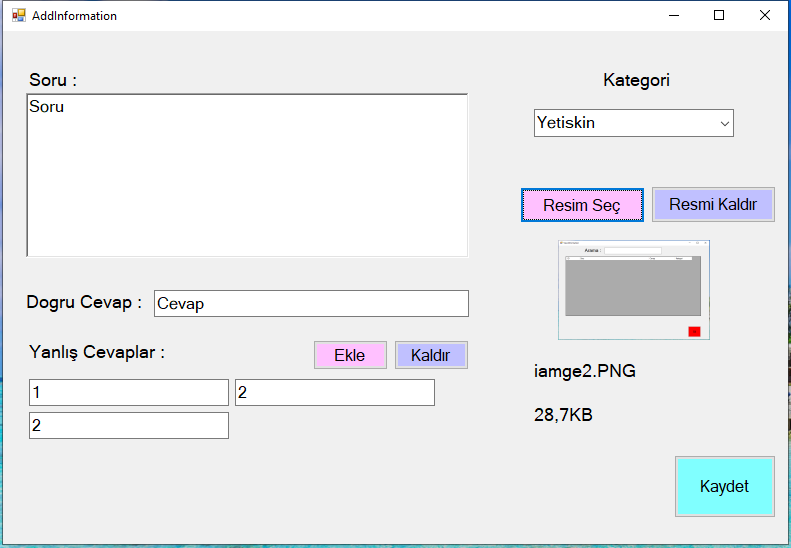 AddInformation
Soru :
Kategori
Soru
Yetiskin
Resim Seç
Resmi Kaldır
Arama :
Dogru Cevap :
Cevap
Yanlış Cevaplar :
Ekle
Kaldır
iamge2.PNG
1
2
2
28,7KB
Kaydet